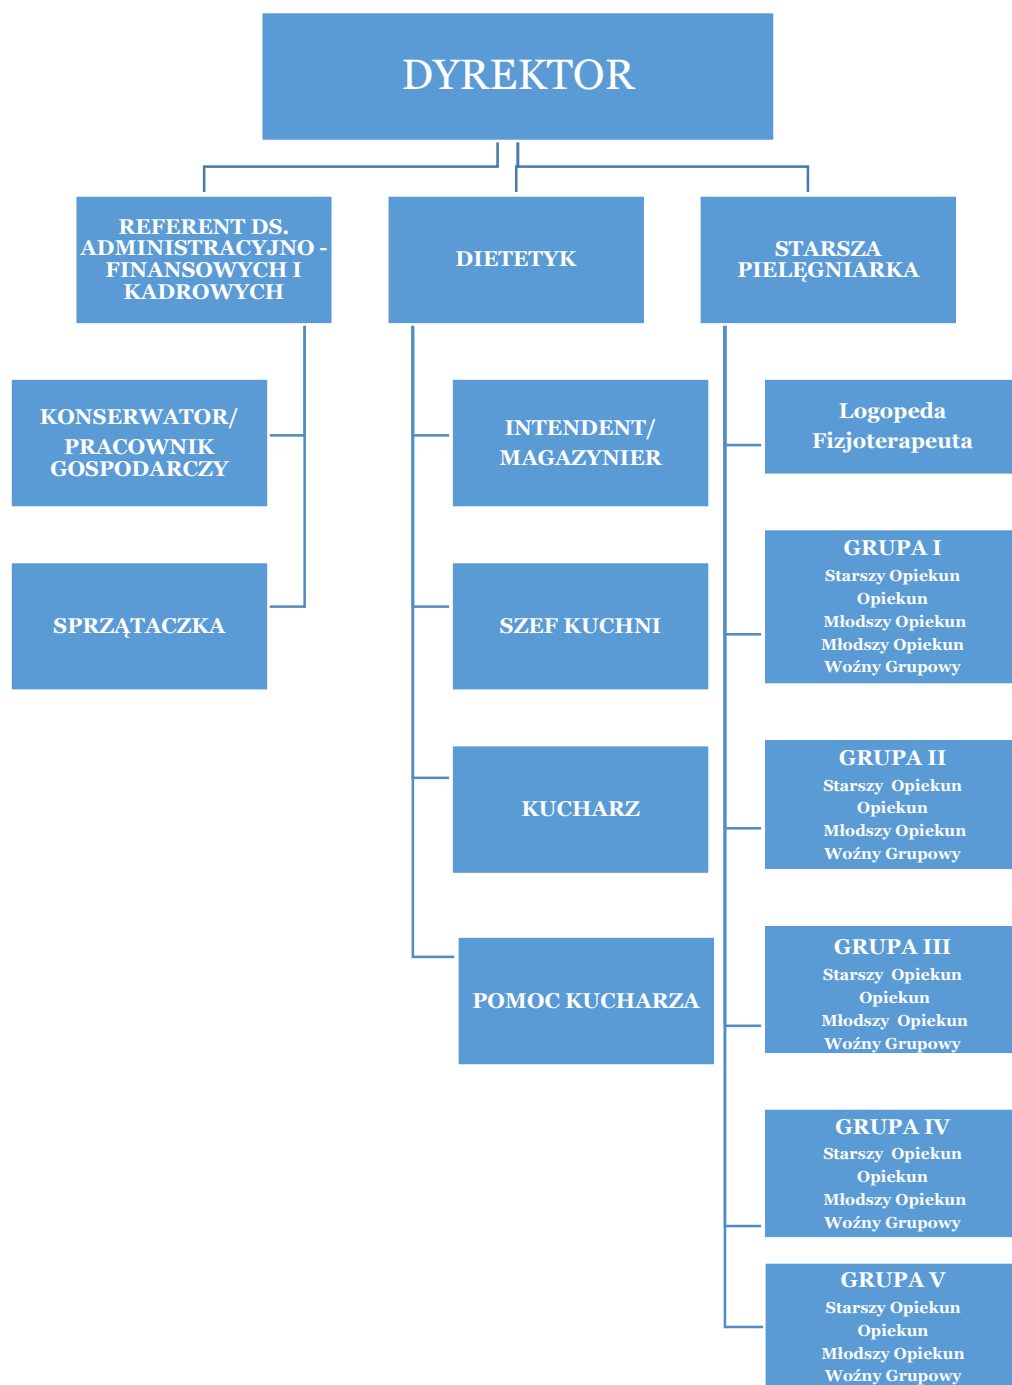 DYREKTOR
REFERENT DS.
ADMINISTRACYJNO -
FINANSOWYCH I
KADROWYCH
DIETETYK
STARSZA
PIELĘGNIARKA
KONSERWATOR/
PRACOWNIK
GOSPODARCZY
SPRZĄTACZKA
INTENDENT/
MAGAZYNIER
SZEF KUCHNI
KUCHARZ
POMOC KUCHARZA
Logopeda
Fizjoterapeuta
GRUPA I
Starszy Opiekun
Opiekun
Młodszy Opiekun
Młodszy Opiekun
Woźny Grupowy
GRUPA II
Starszy Opiekun
Opiekun
Młodszy Opiekun
Woźny Grupowy
GRUPA III
Starszy Opiekun
Opiekun
Młodszy Opiekun
Woźny Grupowy
GRUPA IV
Starszy Opiekun
Opiekun
Młodszy Opiekun
Woźny Grupowy
GRUPA V
Starszy Opiekun
Opiekun
Młodszy Opiekun
Woźny Grupowy